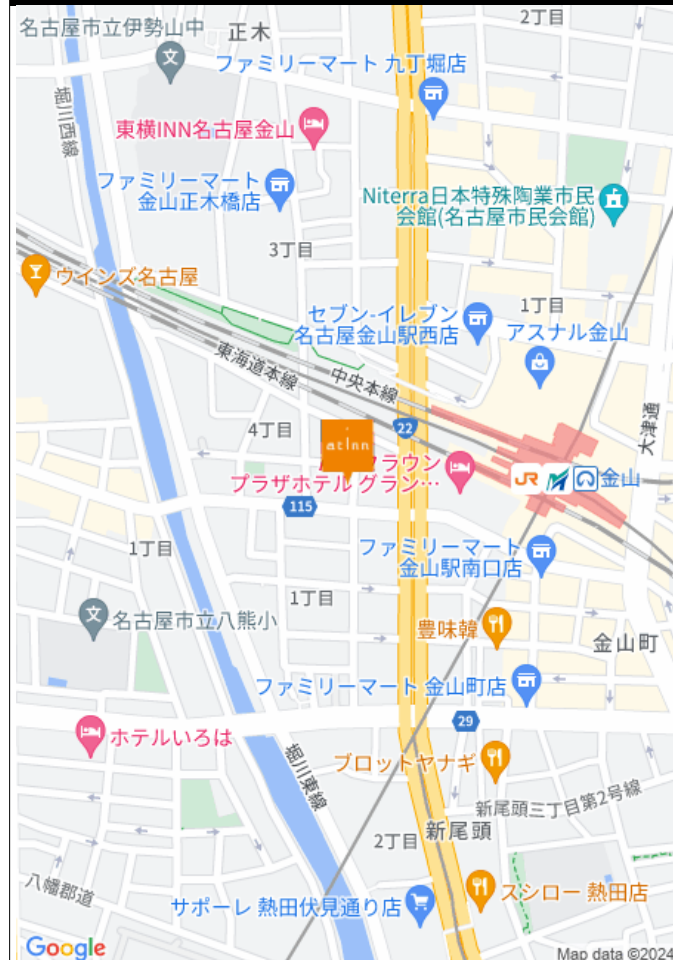 2丁目
名古屋市立伊勢山中
正木
ファミリーマート 九丁堀店
堀川西線
東横INN名古屋金山
ファミリーマート
金山正木橋店
Niterra日本特殊陶業市民
会館(名古屋市民会館)
3丁目
ウインズ名古屋
1丁目
セブン-イレブン
名古屋金山駅西店
アスナル金山
東海道本線
中央本線
大津通
22
4丁目
at inn
クラウン
プラザホテル グラン…
JR
金山
115
1丁目
ファミリーマート
金山駅南口店
1丁目
名古屋市立八熊小
豊味韓
金山町
ファミリーマート 金山町店
29
ホテルいろは
堀川東線
ブロットヤナギ
新尾頭三丁目第2号線
2丁目
新尾頭
八幡郡道
サポーレ 熱田伏見通り店
スシロー 熱田店
Google
Map data ©2024